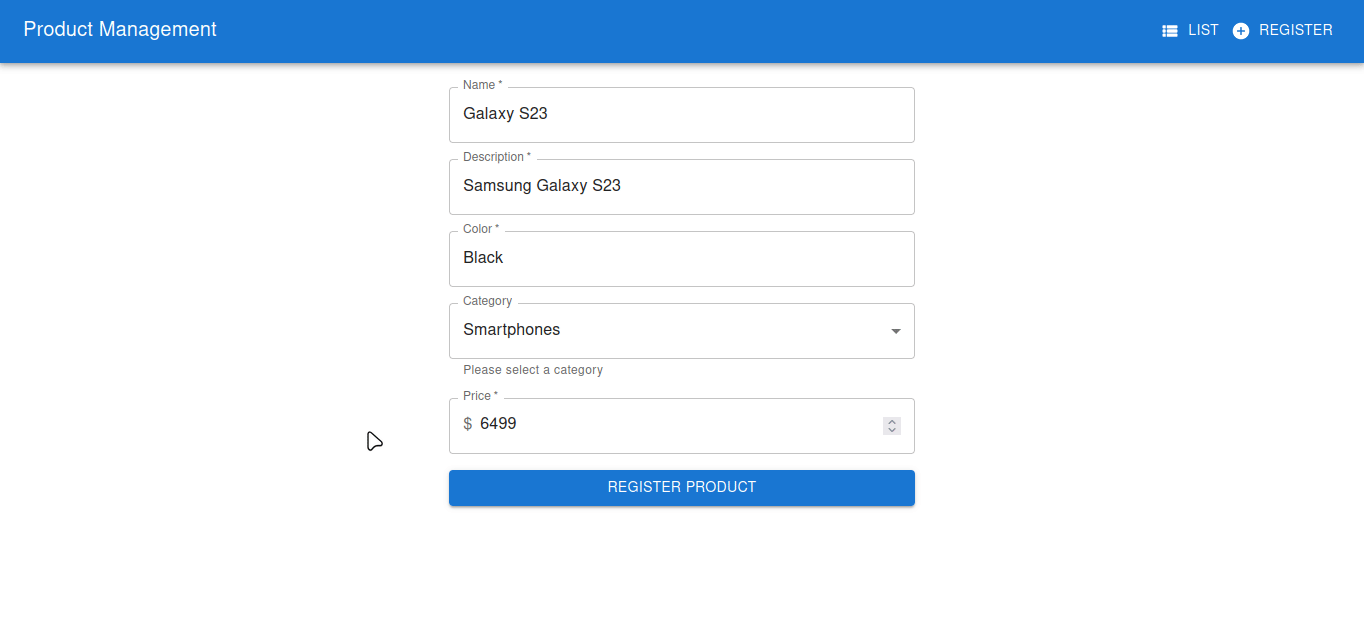 Product Management
LIST
REGISTER
Name *
Galaxy S23
Description *
Samsung Galaxy S23
Color *
Black
Category
Smartphones
Please select a category
Price *
$ 6499
REGISTER PRODUCT